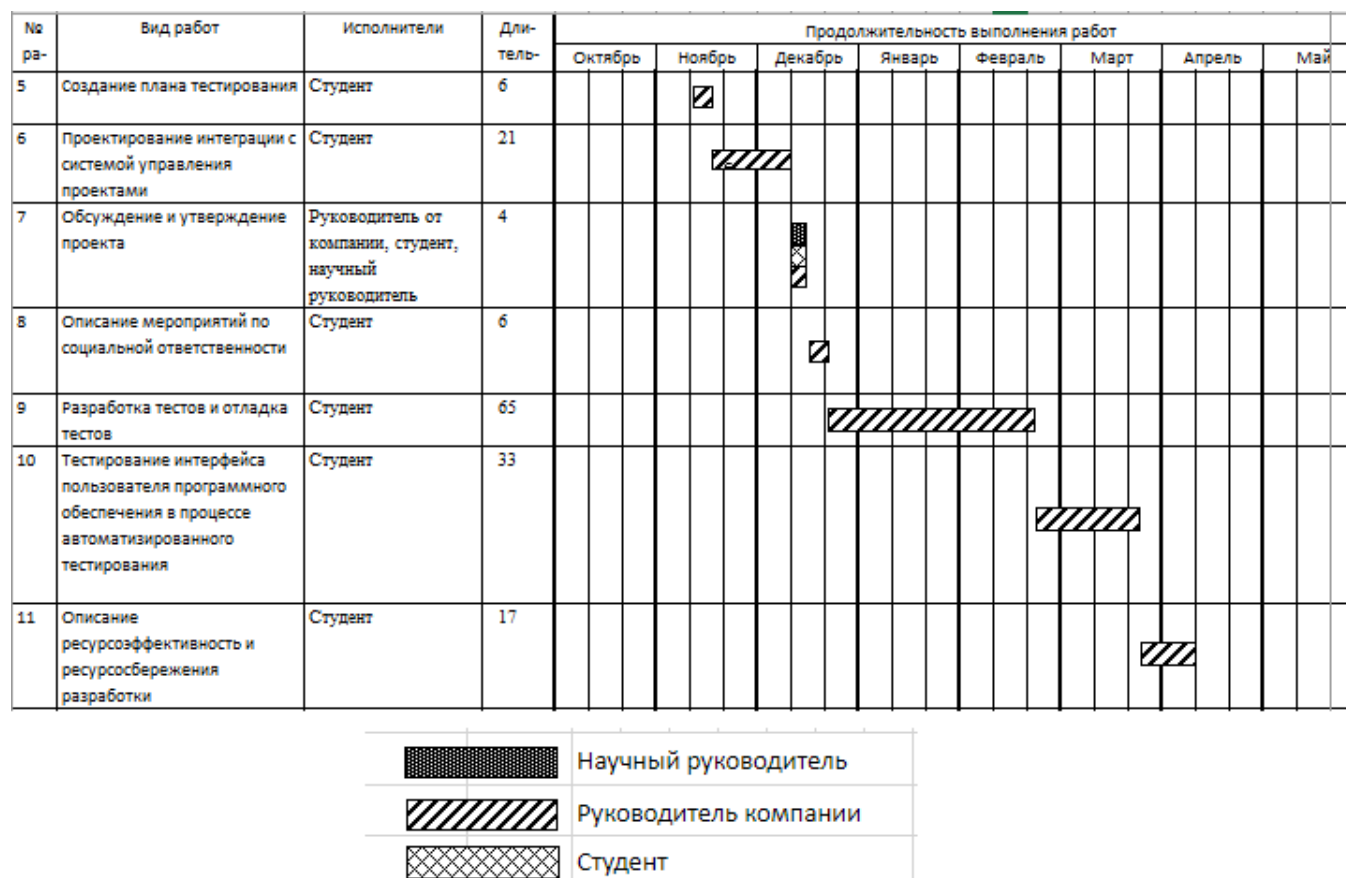 № Вид работ Исполнители Дли- Продолжительность выполнения работ
ра- тель- Октябрь Ноябрь Декабрь Январь Февраль Март Апрель Май
5 Создание плана тестирования Студент 6
6 Проектирование интеграции с Студент 21
системой управления
проектами
7 Обсуждение и утверждение Руководитель от 4
проекта компании, студент,
научный
руководитель
8 Описание мероприятий по Студент 6
социальной ответственности
9 Разработка тестов и отладка Студент 65
тестов
10 Тестирование интерфейса Студент 33
пользователя программного
обеспечения в процессе
автоматизированного
тестирования
11 Описание Студент 17
ресурсоэффективность и
ресурсосбережения
разработки
Научный руководитель
Руководитель компании
Студент